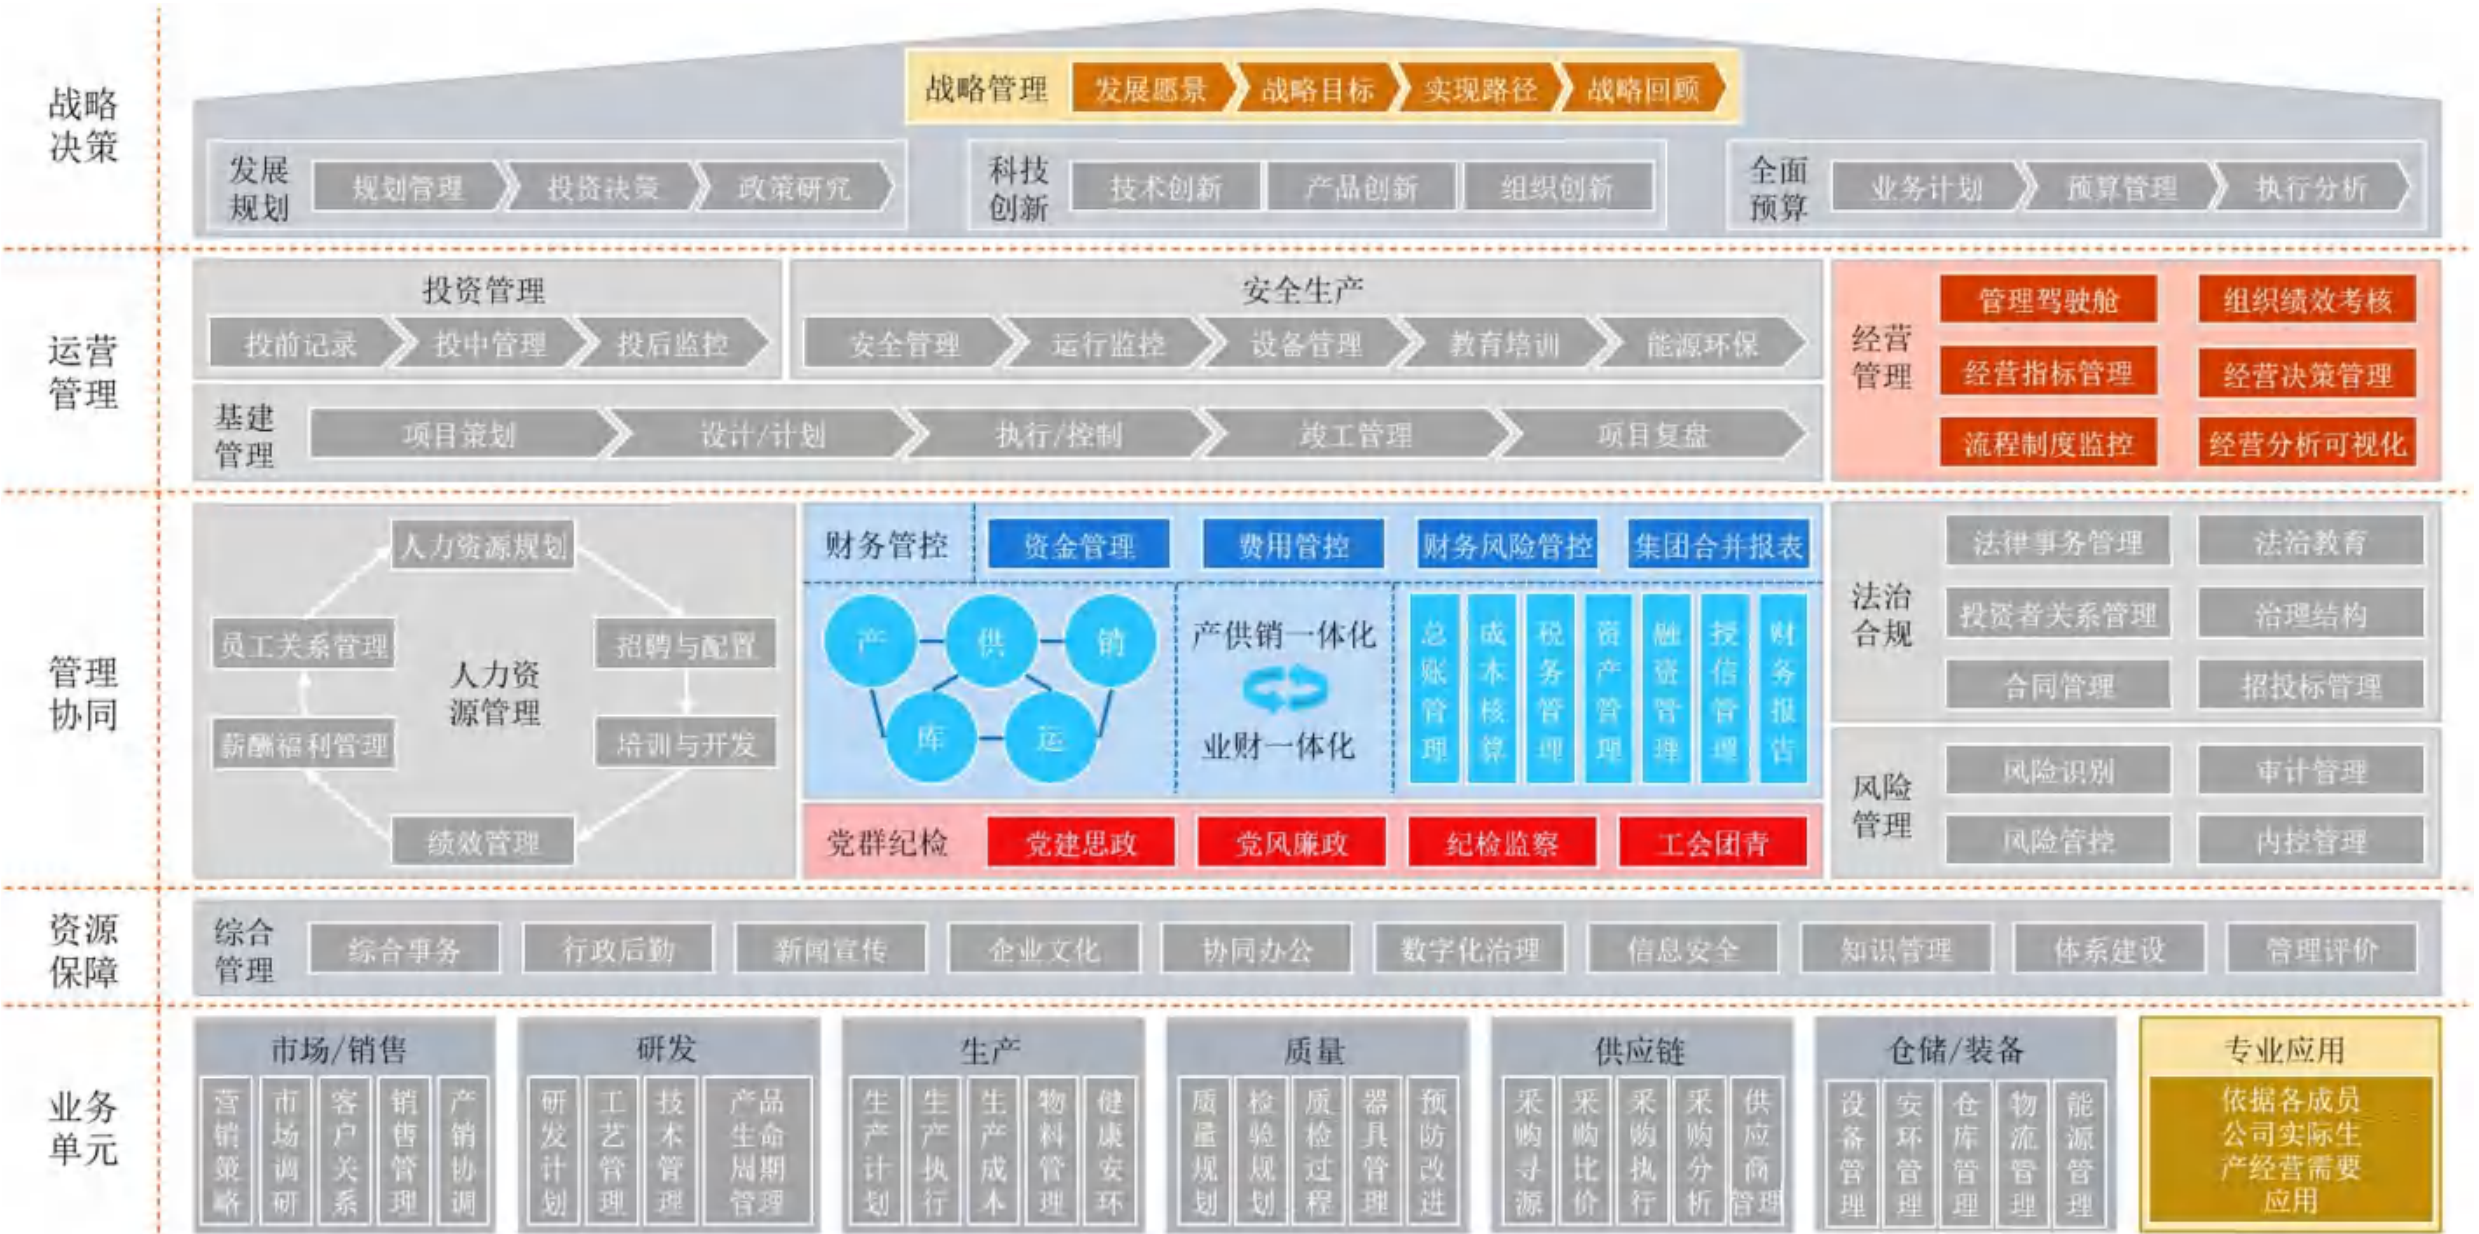 战略
决策
战略管理
发展愿景
战略目标
实现路径
战略回顾
发展
规划
规划管理
投资决策
政策研究
科技
创新
技术创新
产品创新
组织创新
全面
预算
业务计划
预算管理
执行分析
运营
管理
投资管理
投前记录
投中管理
投后监控
安全生产
安全管理
运行监控
设备管理
教育培训
能源环保
基建
管理
项目策划
设计/计划
执行/控制
竣工管理
项目复盘
经营
管理
管理驾驶舱
组织绩效考核
经营指标管理
经营决策管理
流程制度监控
经营分析可视化
管理
协同
人力资
源管理
人力资源规划
招聘与配置
培训与开发
绩效管理
薪酬福利管理
员工关系管理
财务管控
资金管理
费用管控
财务风险管控
集团合并报表
产
供
销
库
运
产供销一体化
业财一体化
总账管理
成本核算
税务管理
资产管理
融资管理
授信管理
财务报告
党群纪检
党建思政
党风廉政
纪检监察
工会团青
法治
合规
法律事务管理
法治教育
投资者关系管理
治理结构
合同管理
招投标管理
风险
管理
风险识别
审计管理
风险管控
内控管理
资源
保障
综合
管理
综合事务
行政后勤
新闻宣传
企业文化
协同办公
数字化治理
信息安全
知识管理
体系建设
管理评价
业务
单元
市场/销售
营销策略
市场调研
客户关系
销售管理
产销协调
研发
研发计划
工艺管理
技术管理
产品
生命
周期
管理
生产
生产计划
生产执行
生产成本
物料管理
健康安环
质量
质量规划
检验规划
质检过程
器具管理
预防改进
供应链
采购寻源
采购比价
采购执行
采购分析
供应商管理
仓储/装备
设备管理
安环管理
仓库管理
物流管理
能源管理
专业应用
依据各成员
公司实际生
产经营需要
应用